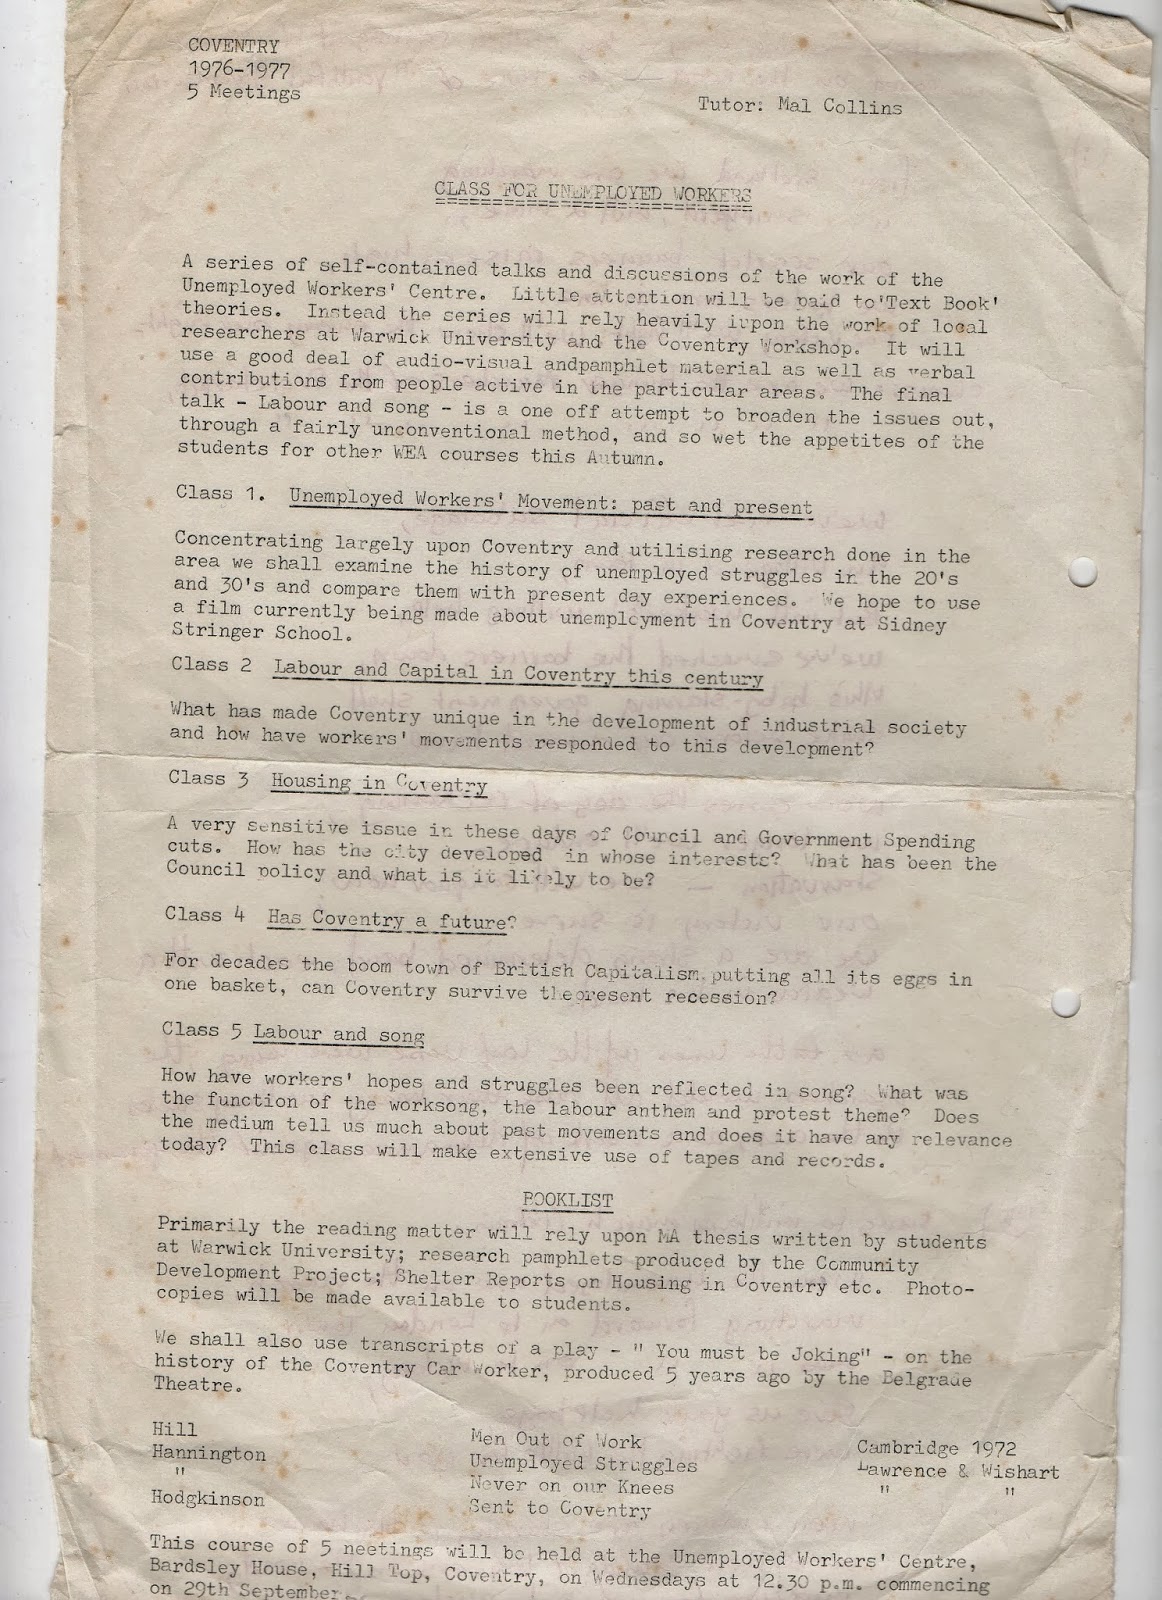 COVENTRY
1976-1977
5 Meetings
Tutor: Mal Collins
CLASS FOR UNEMPLOYED WORKERS
A series of self-contained talks and discussions of the work of the
Unemployed Workers' Centre. Little attention will be paid to'Text Book'
theories. Instead the series will rely heavily iupon the work of local
researchers at Warwick University and the Coventry Workshop. It will
use a good deal of audio-visual andpamphlet material as well as verbal
contributions from people active in the particular areas. The final
talk - Labour and song - is a one off attempt to broaden the issues out,
through a fairly unconventional method, and so wet the appetites of the
students for other WEA courses this Autumn.
Class 1. Unemployed Workers' Movement: past and present
Concentrating largely upon Coventry and utilising research done in the
area we shall examine the history of unemployed struggles in the 20's
and 30's and compare them with present day experiences. We hope to use
a film currently being made about unemployment in Coventry at Sidney
Stringer School.
Class 2 Labour and Capital in Coventry this century
What has made Coventry unique in the development of industrial society
and how have workers' movements responded to this development?
Class 3 Housing in Coventry
A very sensitive issue in these days of Council and Government Spending
cuts. How has the city developed in whose interests? What has been the
Council policy and what is it likely to be?
Class 4 Has Coventry a future?
For decades the boom town of British Capitalism, putting all its eggs in
one basket, can Coventry survive thepresent recession?
Class 5 Labour and song
How have workers' hopes and struggles been reflected in song? What was
the function of the worksong, the labour anthem and protest theme? Does
the medium tell us much about past movements and does it have any relevance
today? This class will make extensive use of tapes and records.
BOOKLIST
Primarily the reading matter will rely upon MA thesis written by students
at Warwick University; research pamphlets produced by the Community
Development Project; Shelter Reports on Housing in Coventry etc. Photo-
copies will be made available to students.
We shall also use transcripts of a play - " You must be Joking" - on the
history of the Coventry Car Worker, produced 5 years ago by the Belgrade
Theatre.
Hill Men Out of Work Cambridge 1972
Hannington Unemployed Struggles Lawrence & Wishart
" Never on our Knees " "
Hodgkinson Sent to Coventry
This course of 5 neetings will be held at the Unemployed Workers' Centre,
Bardsley House, Hill Top, Coventry, on Wednesdays at 12.30 p.m. commencing
on 29th September.